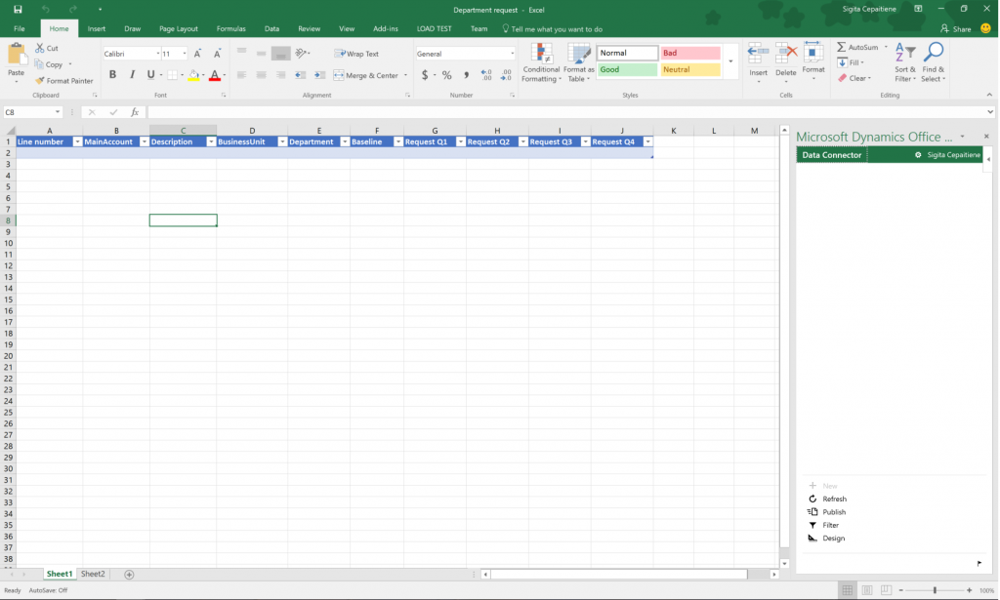 Department request - Excel
Sigita Cepaitiene
File Home Insert Draw Page Layout Formulas Data Review View Add-ins LOAD TEST Team Tell me what you want to do
Share
Paste
Cut
Copy
Format Painter
Clipboard
Calibri 11 A A
B I U A
Font
Wrap Text
Merge & Center
Alignment
General
$ % , .0 .00
Number
Conditional Formatting
Format as Table
Normal Bad
Good Neutral
Styles
Insert Delete Format
Cells
AutoSum
Fill
Clear
Sort & Filter
Find & Select
Editing
C8
fx
A B C D E F G H I J K L M
1 Line number MainAccount Description BusinessUnit Department Baseline Request Q1 Request Q2 Request Q3 Request Q4
2
3
4
5
6
7
8
9
10
11
12
13
14
15
16
17
18
19
20
21
22
23
24
25
26
27
28
29
30
31
32
33
34
35
36
37
38
Microsoft Dynamics Office ...
Data Connector
Sigita Cepaitiene
New
Refresh
Publish
Filter
Design
Sheet1 Sheet2
Ready AutoSave: Off
100%